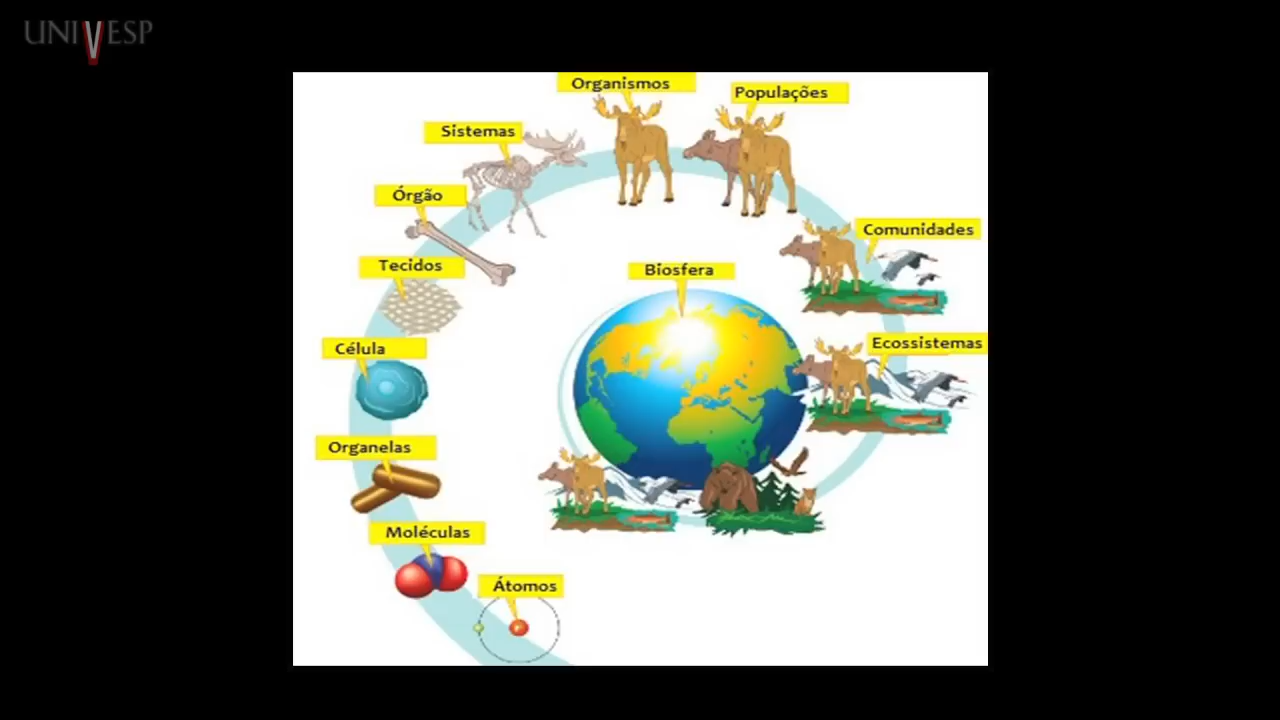 UNIVESP
Organismos
Populações
Sistemas
Órgão
Comunidades
Tecidos
Biosfera
Célula
Ecossistemas
Organelas
Moléculas
Átomos